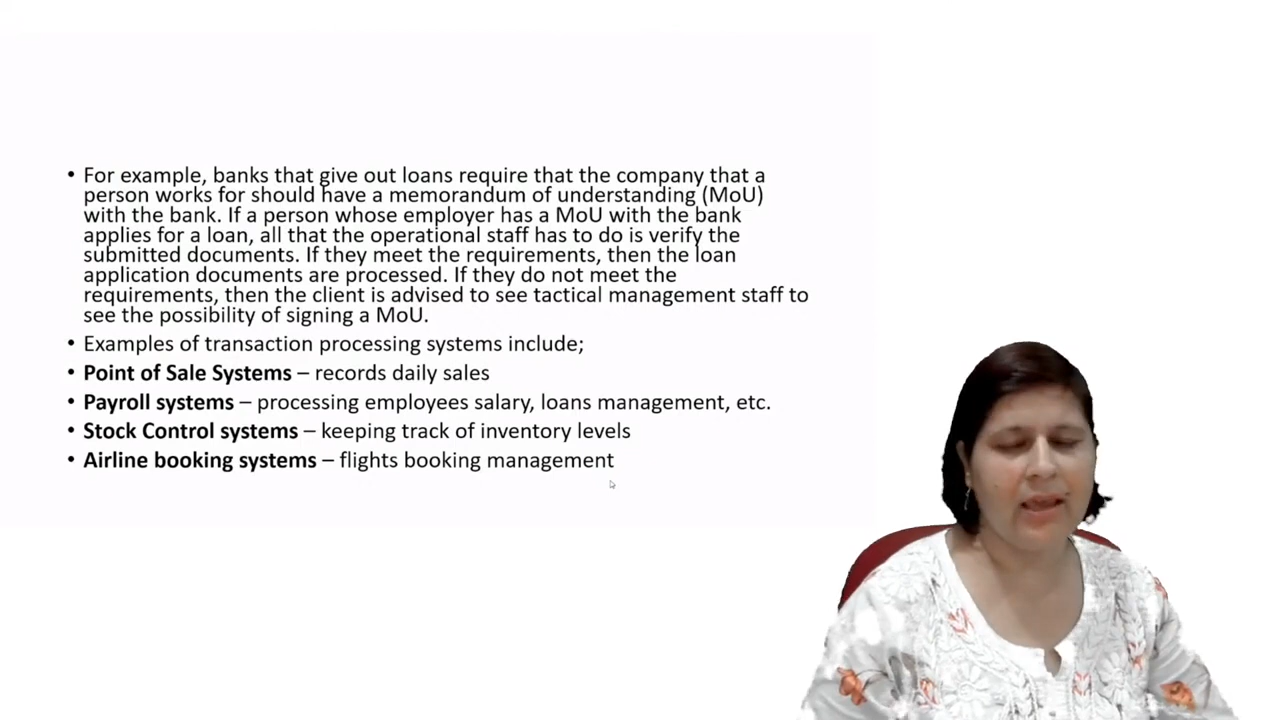 • For example, banks that give out loans require that the company that a
person works for should have a memorandum of understanding (MoU)
with the bank. If a person whose employer has a MoU with the bank
applies for a loan, all that the operational staff has to do is verify the
submitted documents. If they meet the requirements, then the loan
application documents are processed. If they do not meet the
requirements, then the client is advised to see tactical management staff to
see the possibility of signing a MoU.
• Examples of transaction processing systems include;
• Point of Sale Systems – records daily sales
• Payroll systems – processing employees salary, loans management, etc.
• Stock Control systems – keeping track of inventory levels
• Airline booking systems – flights booking management